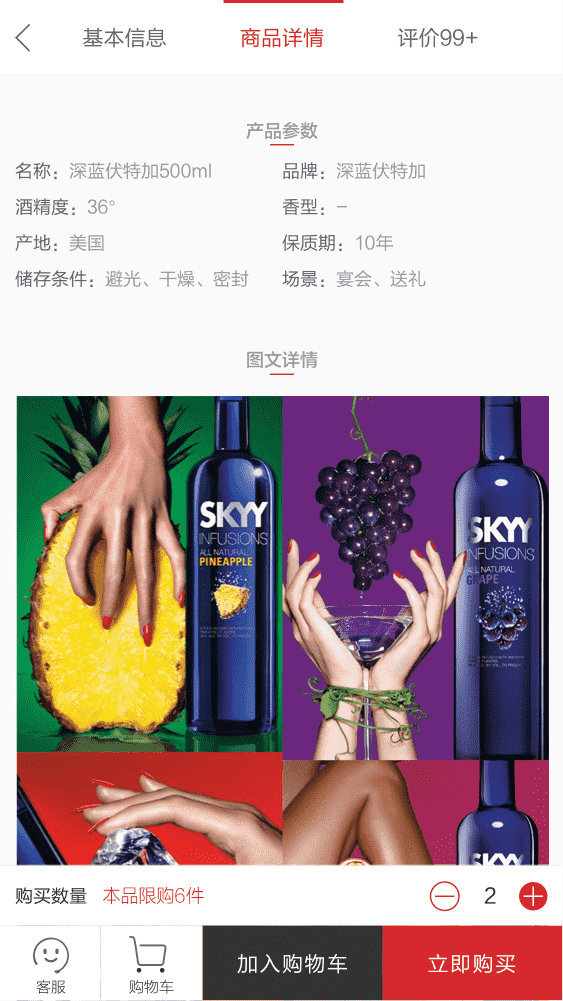 基本信息 商品详情 评价99+
产品参数
名称：深蓝伏特加500ml 品牌：深蓝伏特加
酒精度：36° 香型：-
产地：美国 保质期：10年
储存条件：避光、干燥、密封 场景：宴会、送礼
图文详情
SKYY
INFUSIONS
ALL NATURAL
PINEAPPLE
SKYY
INFUSIONS
ALL NATURAL
GRAPE
SKYY
购买数量 本品限购6件 2
客服 购物车 加入购物车 立即购买